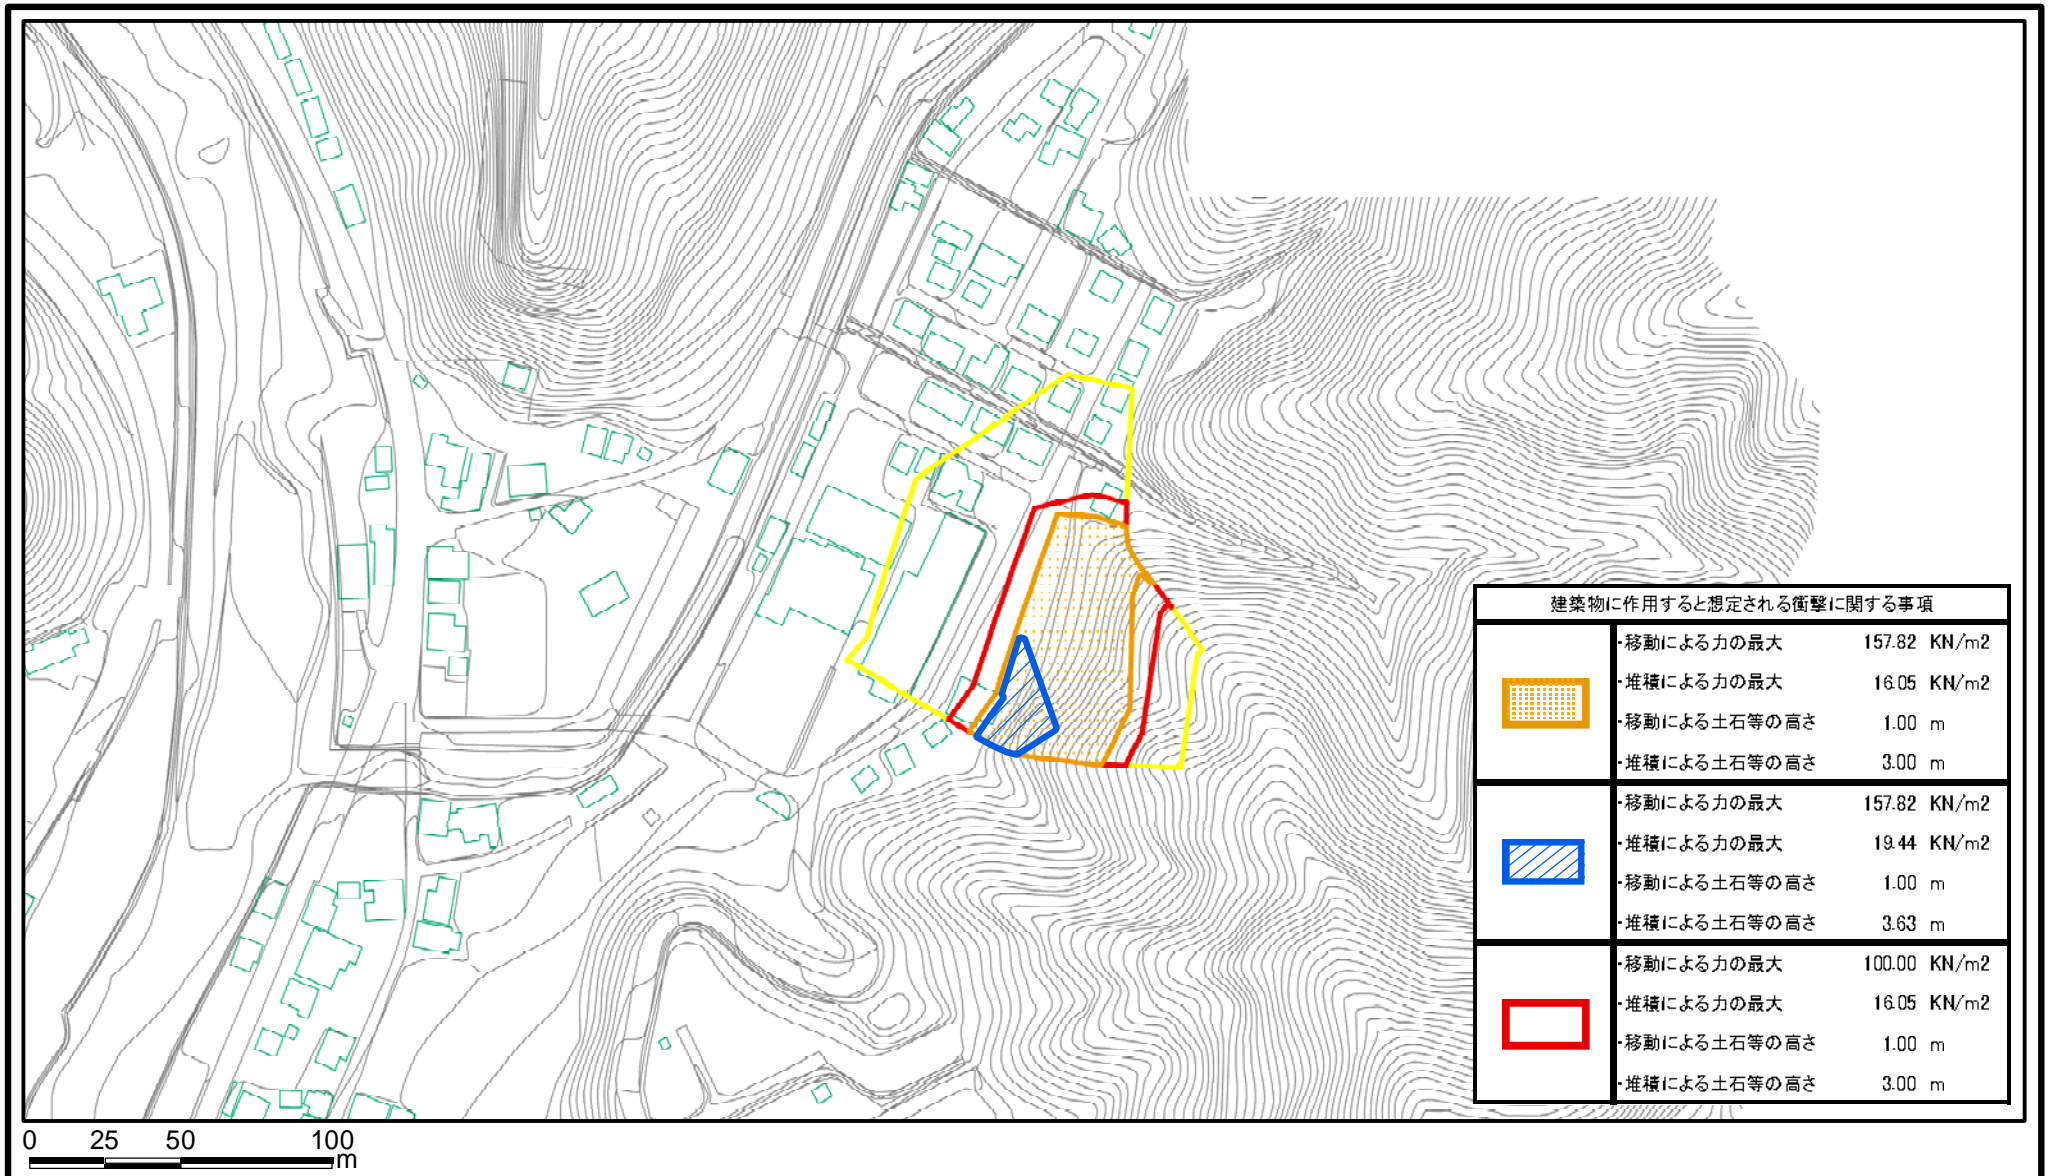 建築物に作用すると想定される衝撃に関する事項
・移動による力の最大 157.82 KN/m2
・堆積による力の最大 16.05 KN/m2
・移動による土石等の高さ 1.00 m
・堆積による土石等の高さ 3.00 m
・移動による力の最大 157.82 KN/m2
・堆積による力の最大 19.44 KN/m2
・移動による土石等の高さ 1.00 m
・堆積による土石等の高さ 3.63 m
・移動による力の最大 100.00 KN/m2
・堆積による力の最大 16.05 KN/m2
・移動による土石等の高さ 1.00 m
・堆積による土石等の高さ 3.00 m
0 25 50 100
m